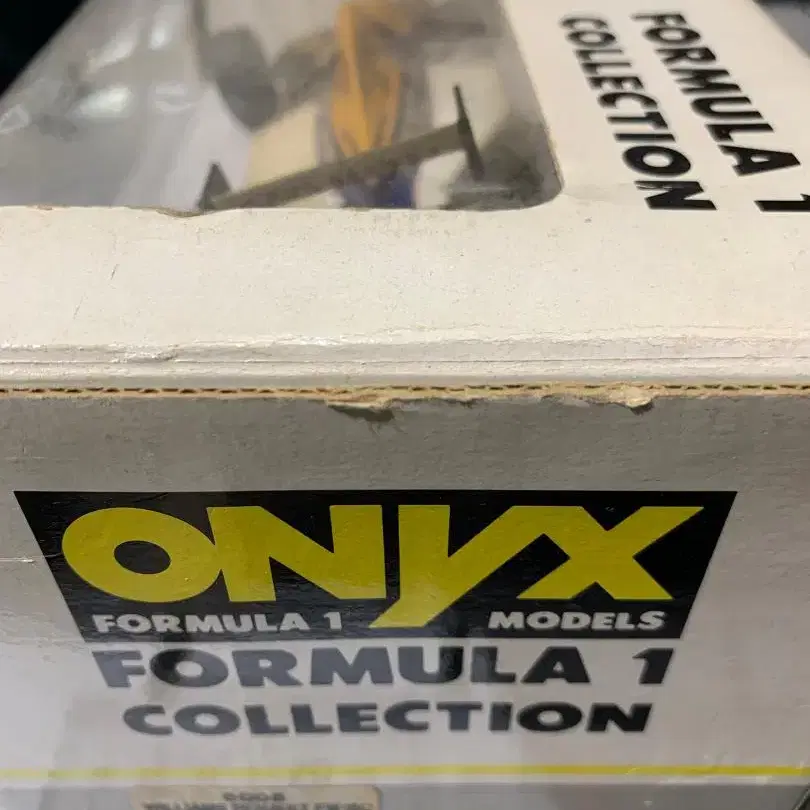 FORMULA 1
COLLECTION
ONYX
FORMULA 1 MODELS
FORMULA 1
COLLECTION